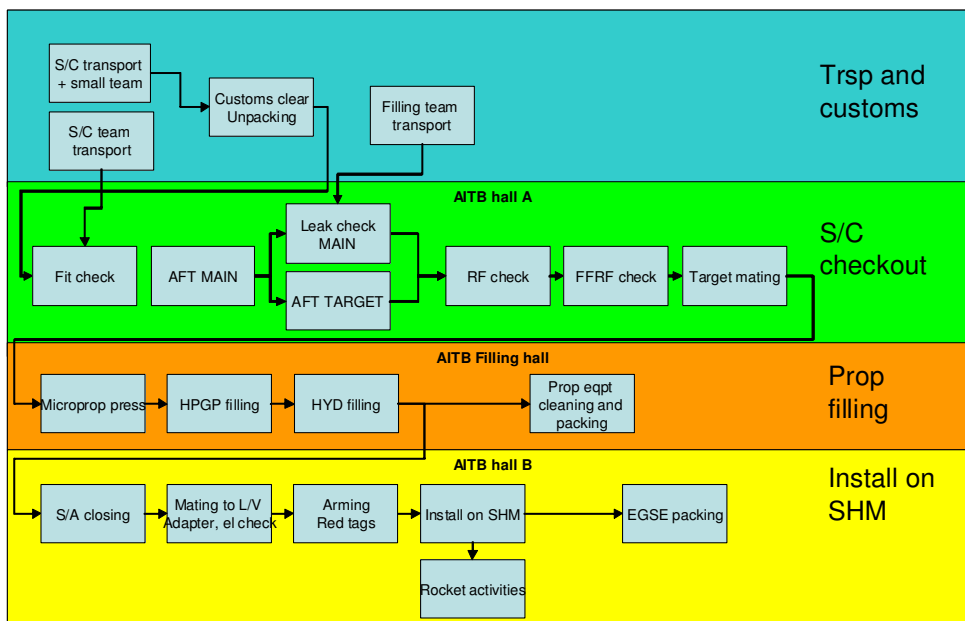 S/C transport
+ small team
Customs clear
Unpacking
Filling team
transport
S/C team
transport
Trsp and
customs
AITB hall A
Leak check
MAIN
Fit check
AFT MAIN
AFT TARGET
RF check
FFRF check
Target mating
S/C
checkout
AITB Filling hall
Microprop press
HPGP filling
HYD filling
Prop eqpt
cleaning and
packing
Prop
filling
AITB hall B
S/A closing
Mating to L/V
Adapter, el check
Arming
Red tags
Install on SHM
EGSE packing
Rocket activities
Install on
SHM